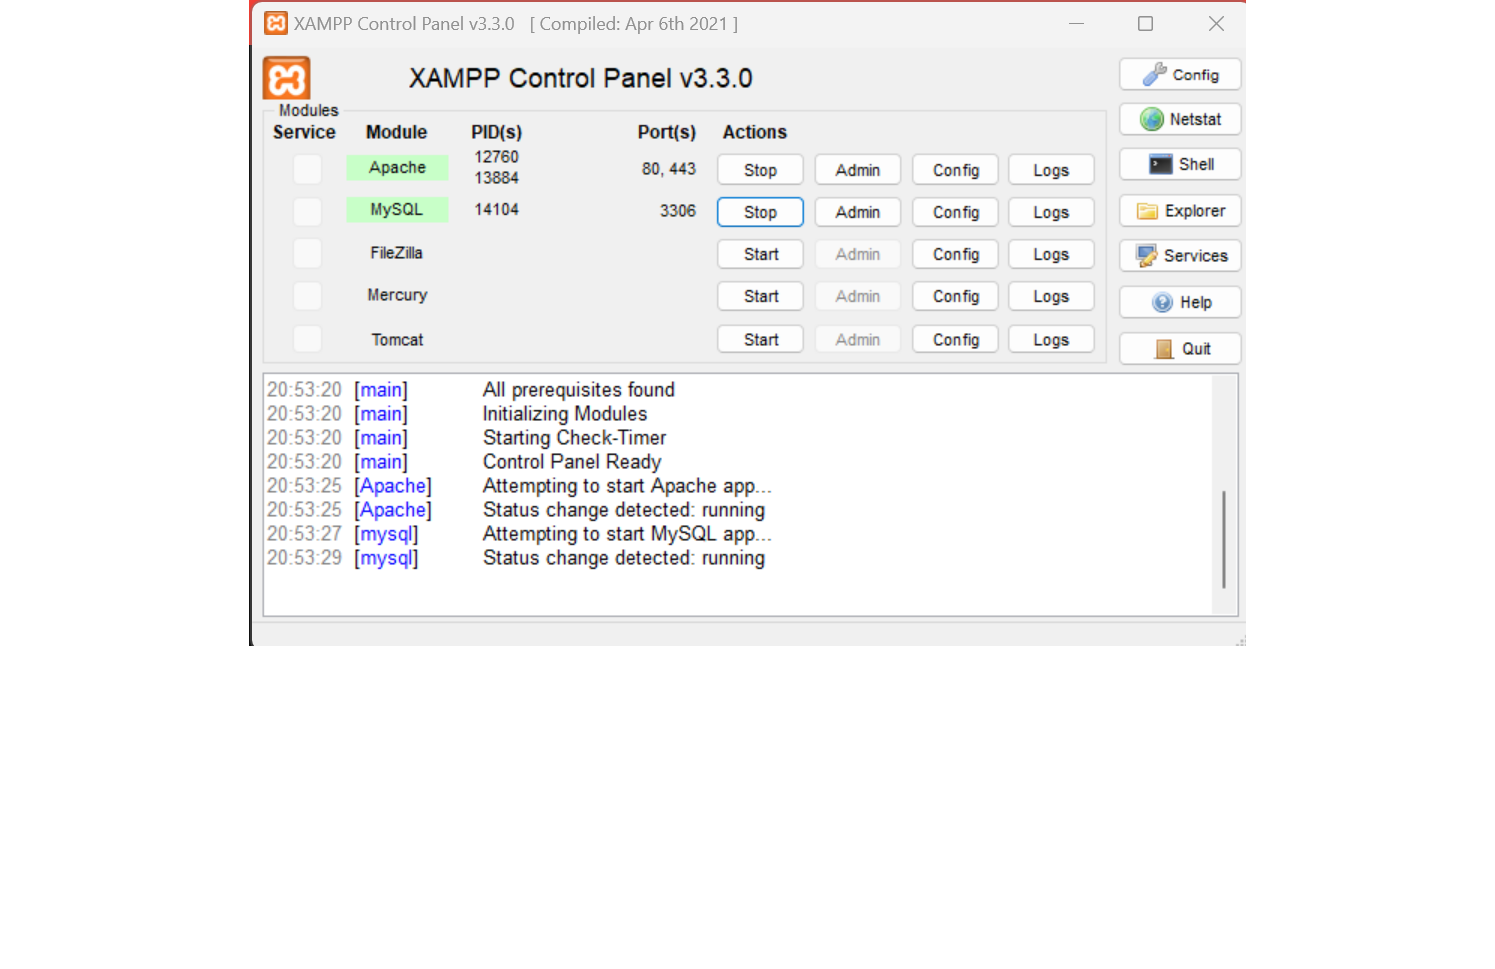 XAMPP Control Panel v3.3.0 [ Compiled: Apr 6th 2021 ]
XAMPP Control Panel v3.3.0
Config
Modules
Service Module PID(s) Port(s) Actions
Netstat
Apache 12760 13884 80, 443 Stop Admin Config Logs
Shell
MySQL 14104 3306 Stop Admin Config Logs
Explorer
FileZilla Start Admin Config Logs
Services
Mercury Start Admin Config Logs
Help
Tomcat Start Admin Config Logs
Quit
20:53:20 [main] All prerequisites found
20:53:20 [main] Initializing Modules
20:53:20 [main] Starting Check-Timer
20:53:20 [main] Control Panel Ready
20:53:25 [Apache] Attempting to start Apache app...
20:53:25 [Apache] Status change detected: running
20:53:27 [mysql] Attempting to start MySQL app...
20:53:29 [mysql] Status change detected: running